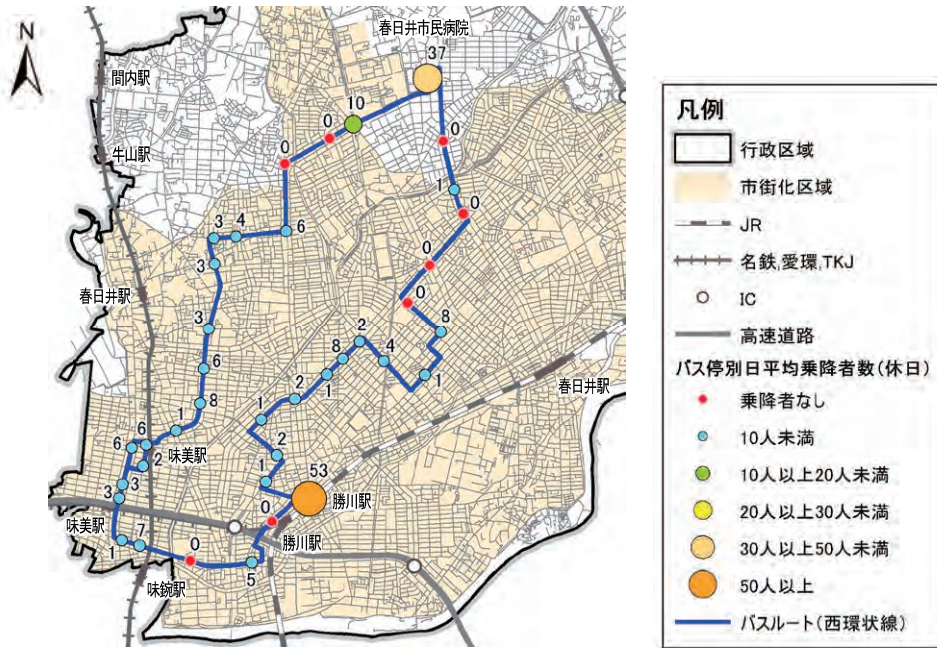 N
春日井市民病院
37
間内駅
10
0
0
0
牛山駅
1
0
3
4
6
3
0
春日井駅
0
3
2
8
8
4
春日井駅
6
2
1
1
8
1
1
6
6
味美駅
2
2
1
53
3
勝川駅
3
0
味美駅
勝川駅
1
7
0
5
味鋺駅
凡例
行政区域
市街化区域
JR
名鉄,愛環,TKJ
IC
高速道路
バス停別日平均乗降者数(休日)
乗降者なし
10人未満
10人以上20人未満
20人以上30人未満
30人以上50人未満
50人以上
バスルート(西環状線)